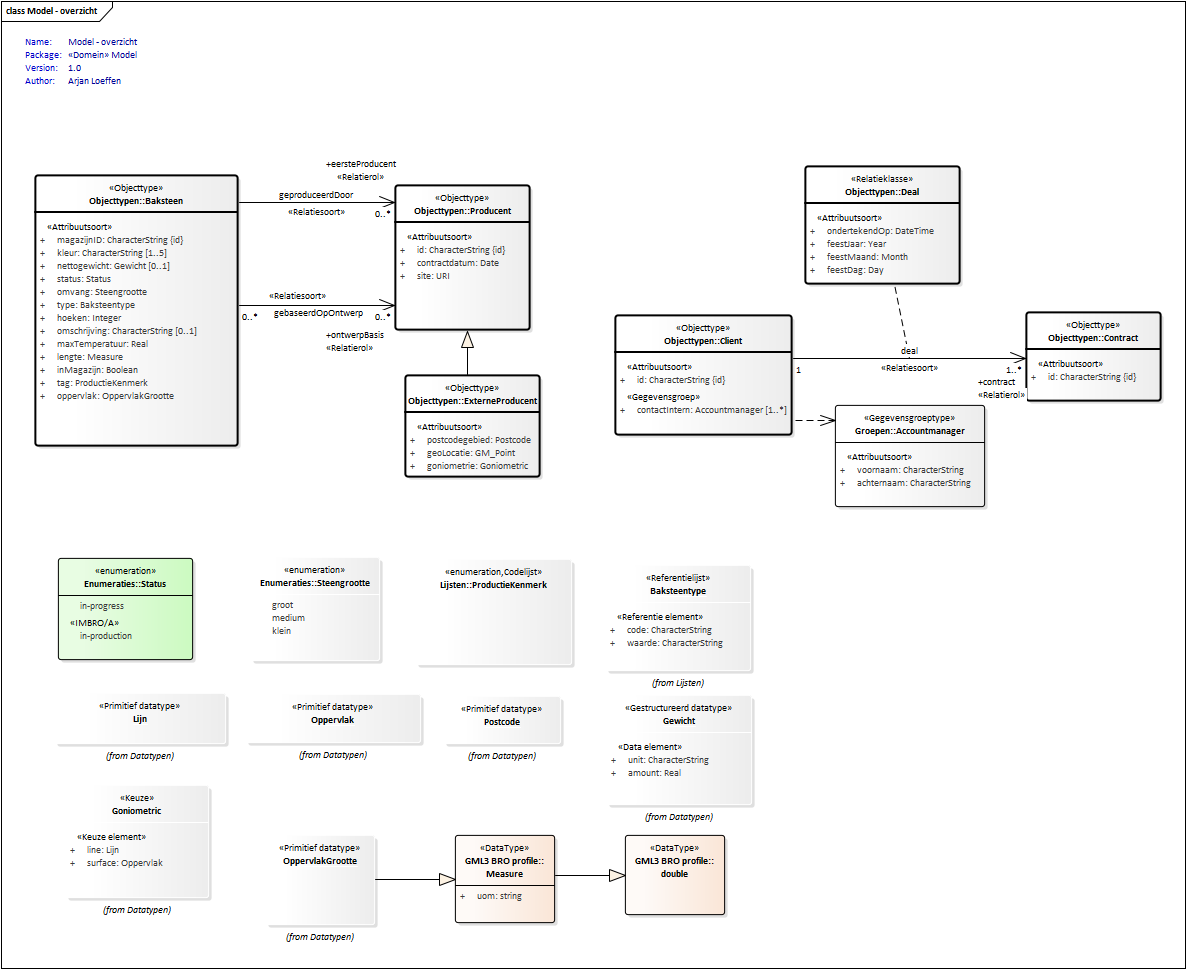 class Model - overzicht
Name: Model - overzicht
Package: «Domein» Model
Version: 1.0
Author: Arjan Loeffen
«Objecttype»
Objecttypen::Baksteen
«Attribuutsoort»
+ magazijnID: CharacterString {id}
+ kleur: CharacterString [1..5]
+ nettogewicht: Gewicht [0..1]
+ status: Status
+ omvang: Steengrootte
+ type: Baksteentype
+ hoeken: Integer
+ omschrijving: CharacterString [0..1]
+ maxTemperatuur: Real
+ lengte: Measure
+ inMagazijn: Boolean
+ tag: ProductieKenmerk
+ oppervlak: OppervlakGrootte
+eersteProducent
«Relatierol»
geproduceerdDoor
«Relatiesoort»
0..*
«Relatiesoort»
gebaseerdOpOntwerp
0..*
0..*
+ontwerpBasis
«Relatierol»
«Objecttype»
Objecttypen::Producent
«Attribuutsoort»
+ id: CharacterString {id}
+ contractdatum: Date
+ site: URI
«Objecttype»
Objecttypen::ExterneProducent
«Attribuutsoort»
+ postcodegebied: Postcode
+ geoLocatie: GM_Point
+ goniometrie: Goniometric
«Relatieklasse»
Objecttypen::Deal
«Attribuutsoort»
+ ondertekendOp: DateTime
+ feestJaar: Year
+ feestMaand: Month
+ feestDag: Day
«Objecttype»
Objecttypen::Client
«Attribuutsoort»
+ id: CharacterString {id}
«Gegevensgroep»
+ contactIntern: Accountmanager [1..*]
deal
«Relatiesoort»
1
1..*
+contract
«Relatierol»
«Objecttype»
Objecttypen::Contract
«Attribuutsoort»
+ id: CharacterString {id}
«Gegevensgroeptype»
Groepen::Accountmanager
«Attribuutsoort»
+ voornaam: CharacterString
+ achternaam: CharacterString
«enumeration»
Enumeraties::Status
in-progress
«IMBRO/A»
in-production
«enumeration»
Enumeraties::Steengrootte
groot
medium
klein
«enumeration,Codelijst»
Lijsten::ProductieKenmerk
«Referentielijst»
Baksteentype
«Referentie element»
+ code: CharacterString
+ waarde: CharacterString
(from Lijsten)
«Primitief datatype»
Lijn
(from Datatypen)
«Primitief datatype»
Oppervlak
(from Datatypen)
«Primitief datatype»
Postcode
(from Datatypen)
«Gestructureerd datatype»
Gewicht
«Data element»
+ unit: CharacterString
+ amount: Real
(from Datatypen)
«Keuze»
Goniometric
«Keuze element»
+ line: Lijn
+ surface: Oppervlak
(from Datatypen)
«Primitief datatype»
OppervlakGrootte
(from Datatypen)
«DataType»
GML3 BRO profile::
Measure
+ uom: string
«DataType»
GML3 BRO profile::
double